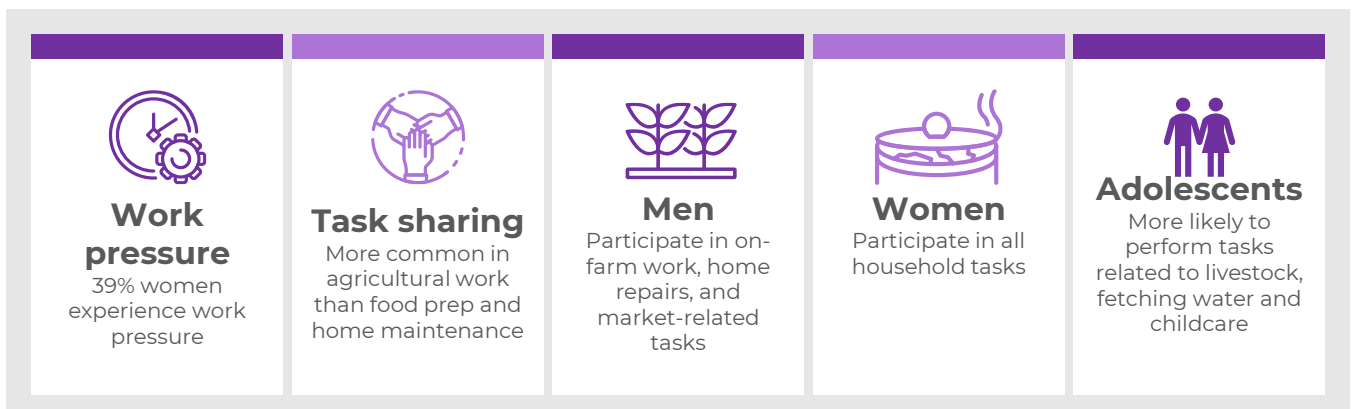 Work
pressure
39% women
experience work
pressure
Task sharing
More common in
agricultural work
than food prep and
home maintenance
Men
Participate in on-
farm work, home
repairs, and
market-related
tasks
Women
Participate in all
household tasks
Adolescents
More likely to
perform tasks
related to livestock,
fetching water and
childcare